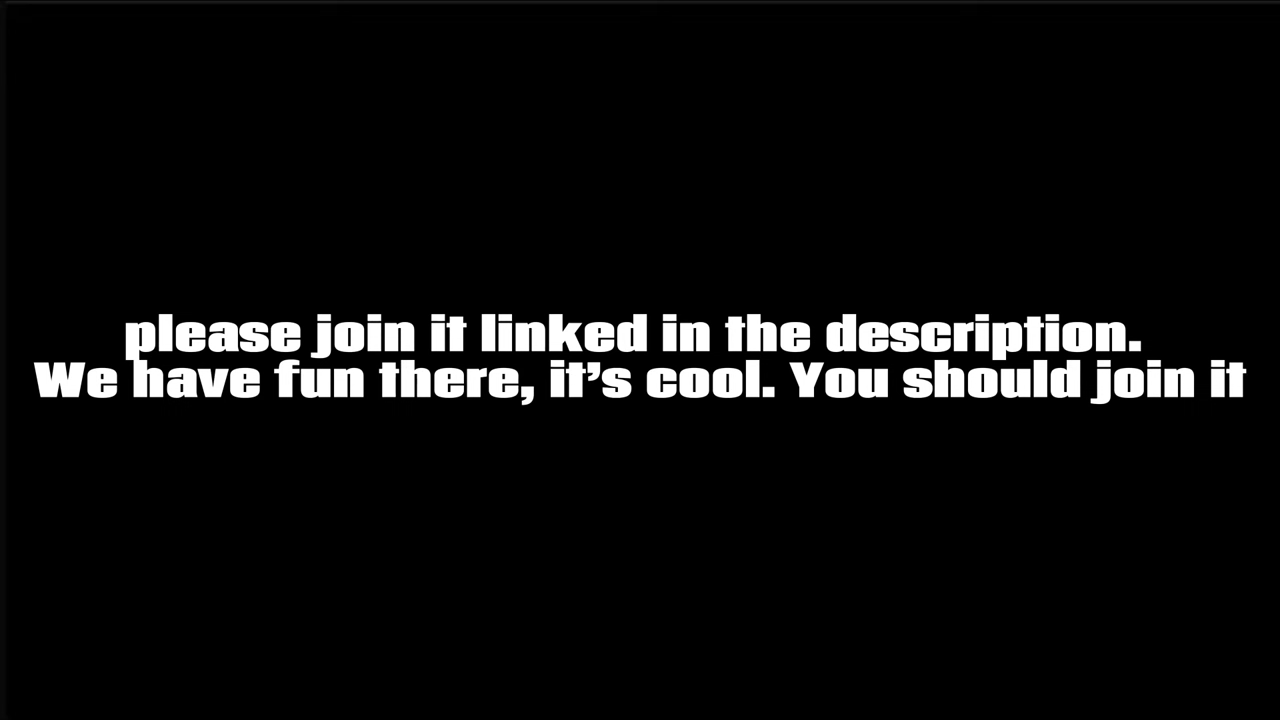 please join it linked in the description.
We have fun there, it’s cool. You should join it